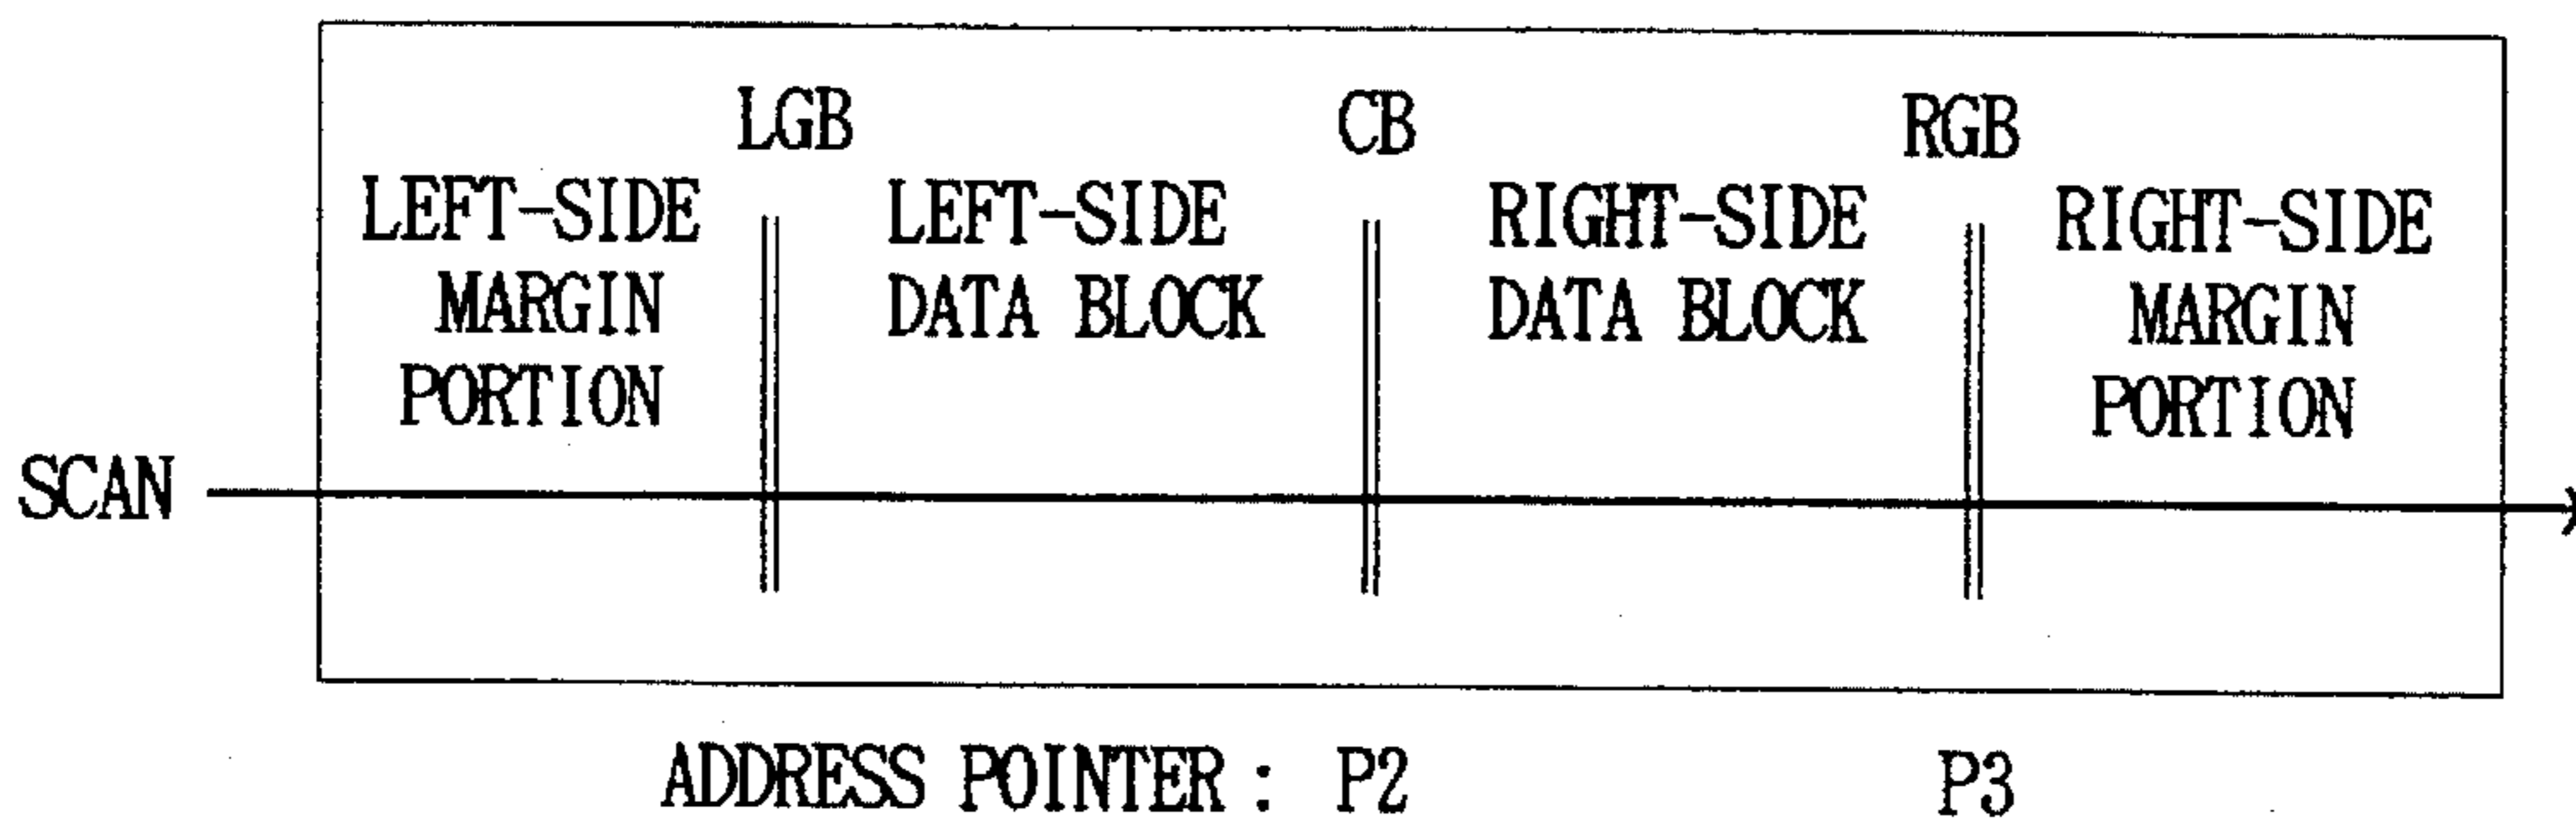 LGB CB RGB
LEFT-SIDE MARGIN PORTION
LEFT-SIDE DATA BLOCK
RIGHT-SIDE DATA BLOCK
RIGHT-SIDE MARGIN PORTION
SCAN
ADDRESS POINTER : P2 P3